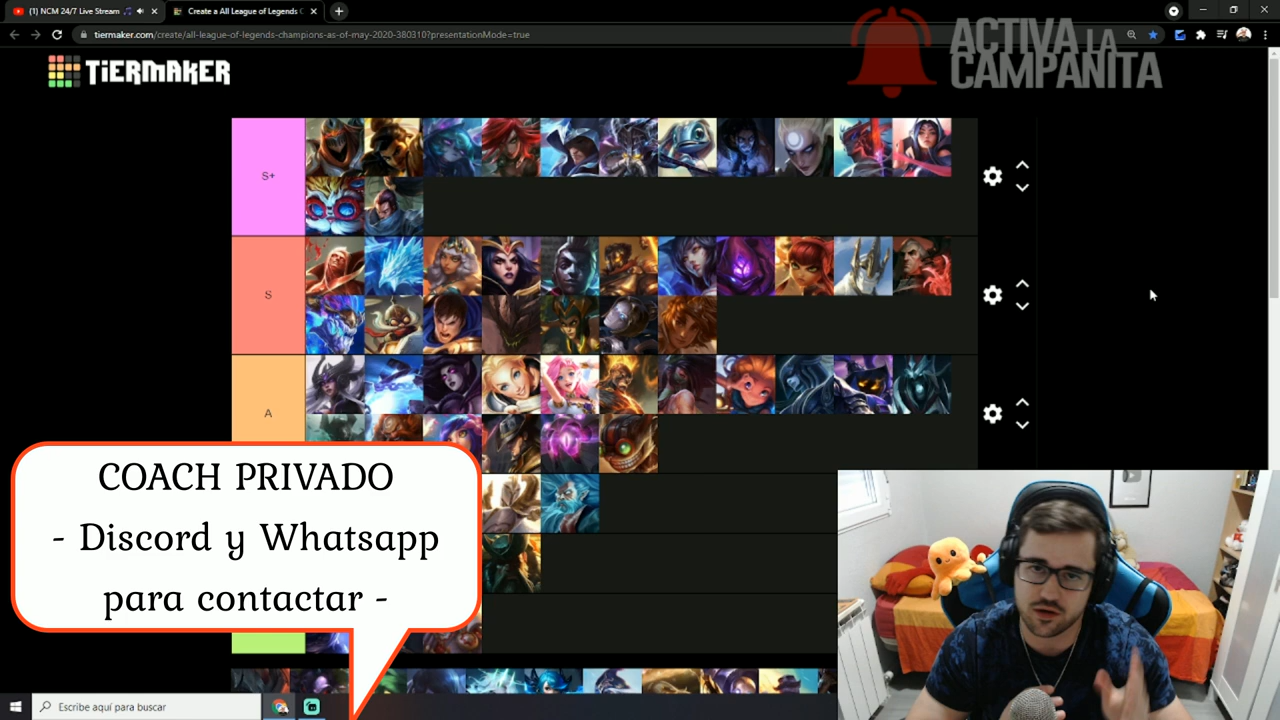 (1) NCM 24/7 Live Stream
Create a All League of Legends C
tiermaker.com/create/all-league-of-legends-champions-as-of-may-2020-380310?presentationMode=true
ACTIVA LA
CAMPANITA
TiERMAKER
S+
S
A
COACH PRIVADO
- Discord y Whatsapp
para contactar -
Escribe aquí para buscar